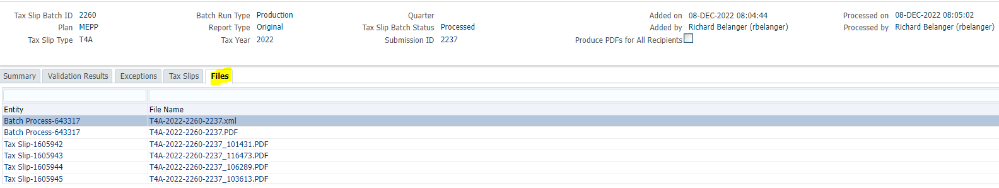 Tax Slip Batch ID 2260 Batch Run Type Production Quarter Added on 08-DEC-2022 08:04:44 Processed on 08-DEC-2022 08:05:02
Plan MEPP Report Type Original Tax Slip Batch Status Processed Added by Richard Belanger (rbelanger) Processed by Richard Belanger (rbelanger)
Tax Slip Type T4A Tax Year 2022 Submission ID 2237 Produce PDFs for All Recipients
Summary Validation Results Exceptions Tax Slips Files
Entity File Name
Batch Process-643317 T4A-2022-2260-2237.xml
Batch Process-643317 T4A-2022-2260-2237.PDF
Tax Slip-1605942 T4A-2022-2260-2237_101431.PDF
Tax Slip-1605943 T4A-2022-2260-2237_116473.PDF
Tax Slip-1605944 T4A-2022-2260-2237_106289.PDF
Tax Slip-1605945 T4A-2022-2260-2237_103613.PDF